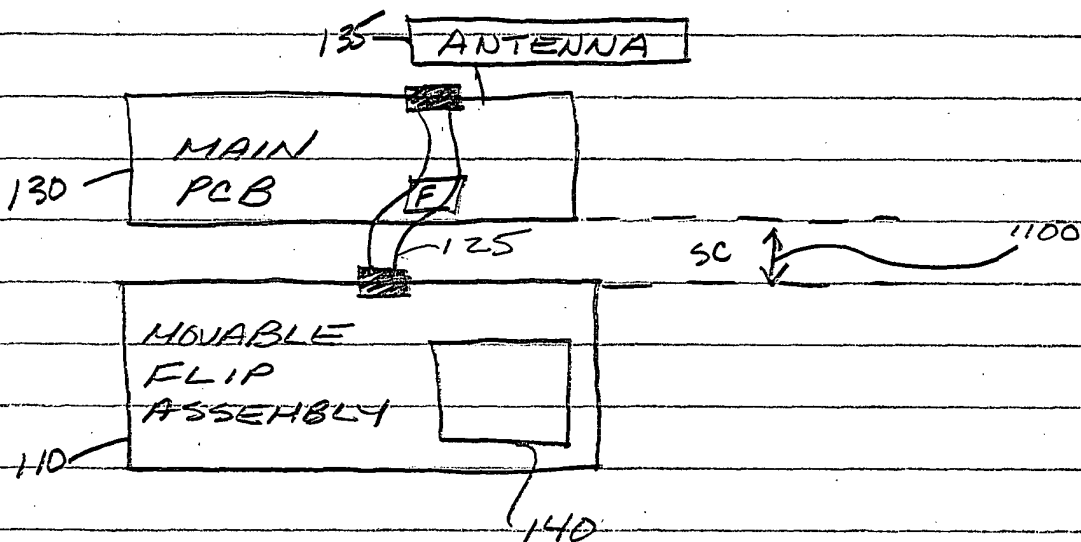 135 ANTENNA
MAIN
130 PCB
F
125
SC 1100
MOVABLE
FLIP
ASSEMBLY
110
140